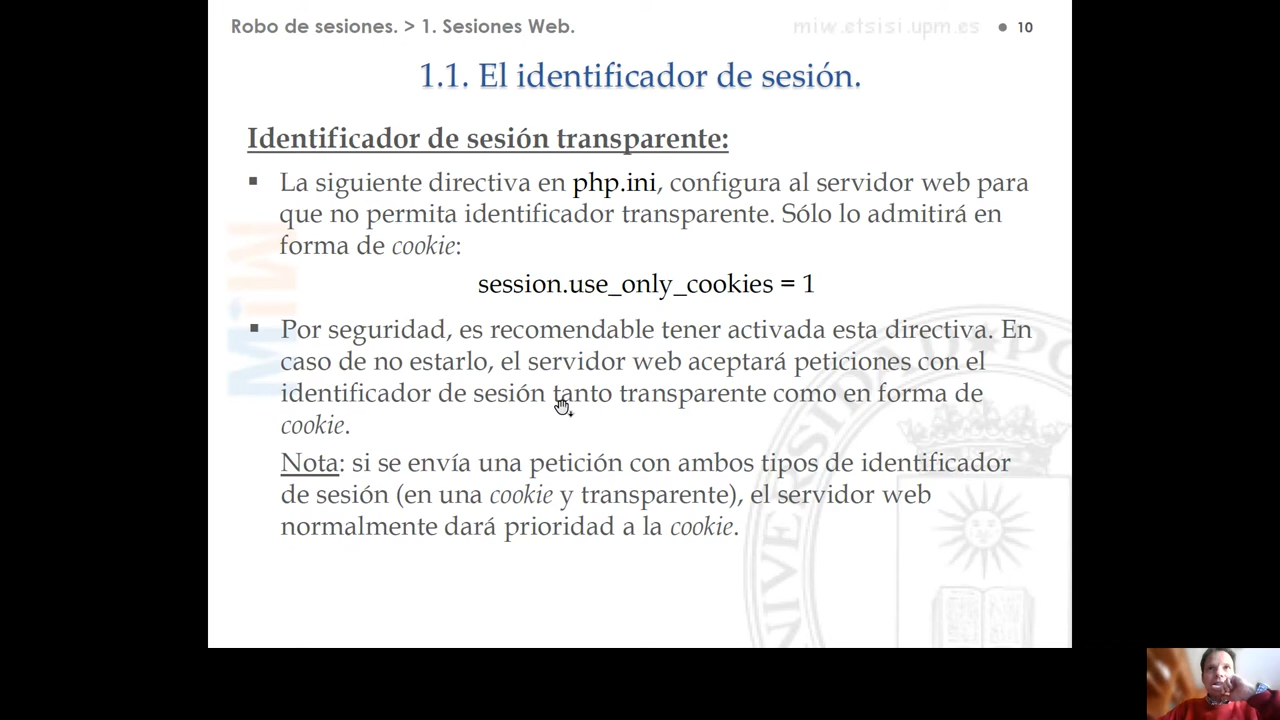 Robo de sesiones. > 1. Sesiones Web.
miw.etsisi.upm.es ● 10
1.1. El identificador de sesión.
Identificador de sesión transparente:
▪ La siguiente directiva en php.ini, configura al servidor web para
que no permita identificador transparente. Sólo lo admitirá en
forma de cookie:
session.use_only_cookies = 1
▪ Por seguridad, es recomendable tener activada esta directiva. En
caso de no estarlo, el servidor web aceptará peticiones con el
identificador de sesión tanto transparente como en forma de
cookie.
Nota: si se envía una petición con ambos tipos de identificador
de sesión (en una cookie y transparente), el servidor web
normalmente dará prioridad a la cookie.
MiW